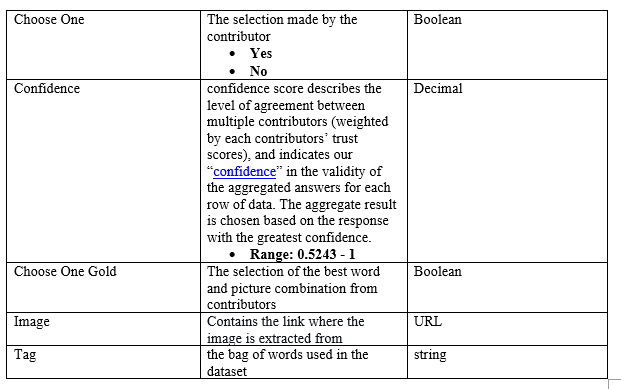 Choose One
The selection made by the
contributor
• Yes
• No
Boolean
Confidence
confidence score describes the
level of agreement between
multiple contributors (weighted
by each contributors' trust
scores), and indicates our
"confidence" in the validity of
the aggregated answers for each
row of data. The aggregate result
is chosen based on the response
with the greatest confidence.
• Range: 0.5243 - 1
Decimal
Choose One Gold
The selection of the best word
and picture combination from
contributors
Boolean
Image
Contains the link where the
image is extracted from
URL
Tag
the bag of words used in the
dataset
string